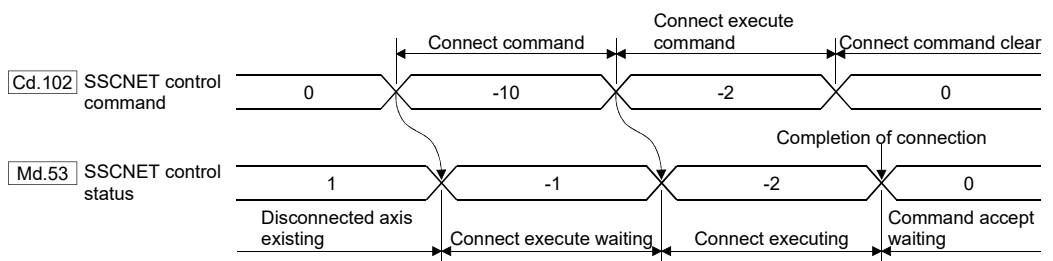 Connect command
Connect execute
command
Connect command clear
Cd.102 SSCNET control
command
0 -10 -2 0
Completion of connection
Md.53 SSCNET control
status
1 -1 -2 0
Disconnected axis
existing
Connect execute waiting
Connect executing
Command accept
waiting